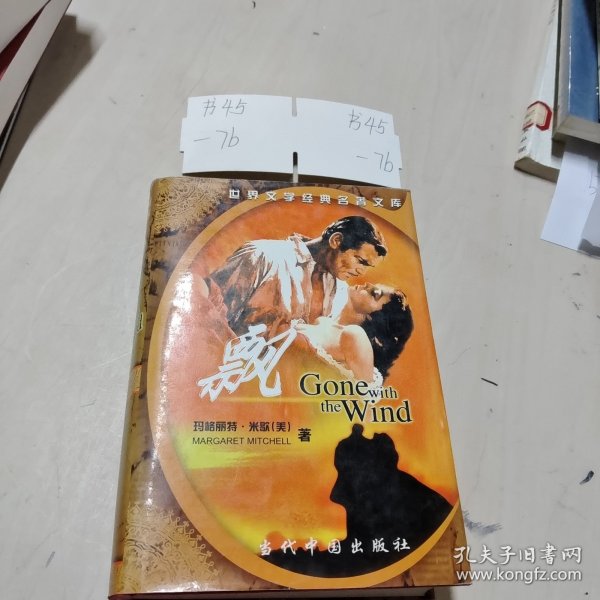 书45
-76
书45
-76
世界文学经典名著文库
飘
Gone with
the Wind
玛格丽特·米歇(美)
MARGARET MITCHELL
著
当代中国出版社
孔夫子旧书网
www.kongfz.com